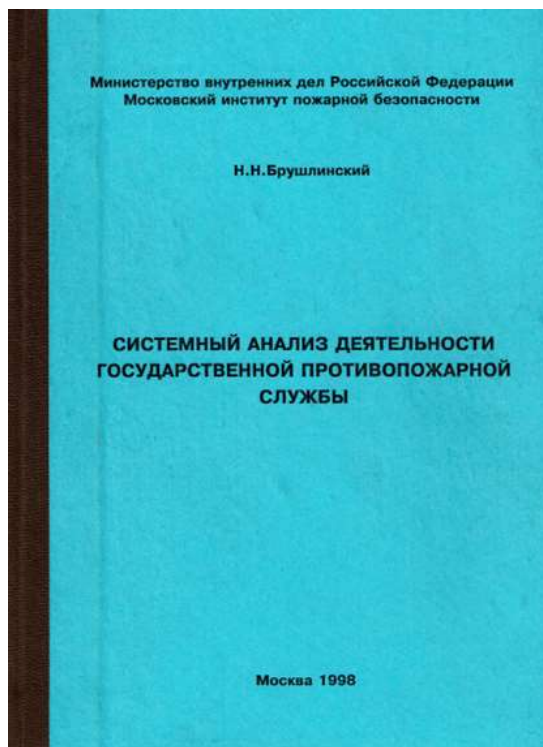 Министерство внутренних дел Российской Федерации
Московский институт пожарной безопасности
Н.Н.Брушлинский
СИСТЕМНЫЙ АНАЛИЗ ДЕЯТЕЛЬНОСТИ
ГОСУДАРСТВЕННОЙ ПРОТИВОПОЖАРНОЙ
СЛУЖБЫ
Москва 1998